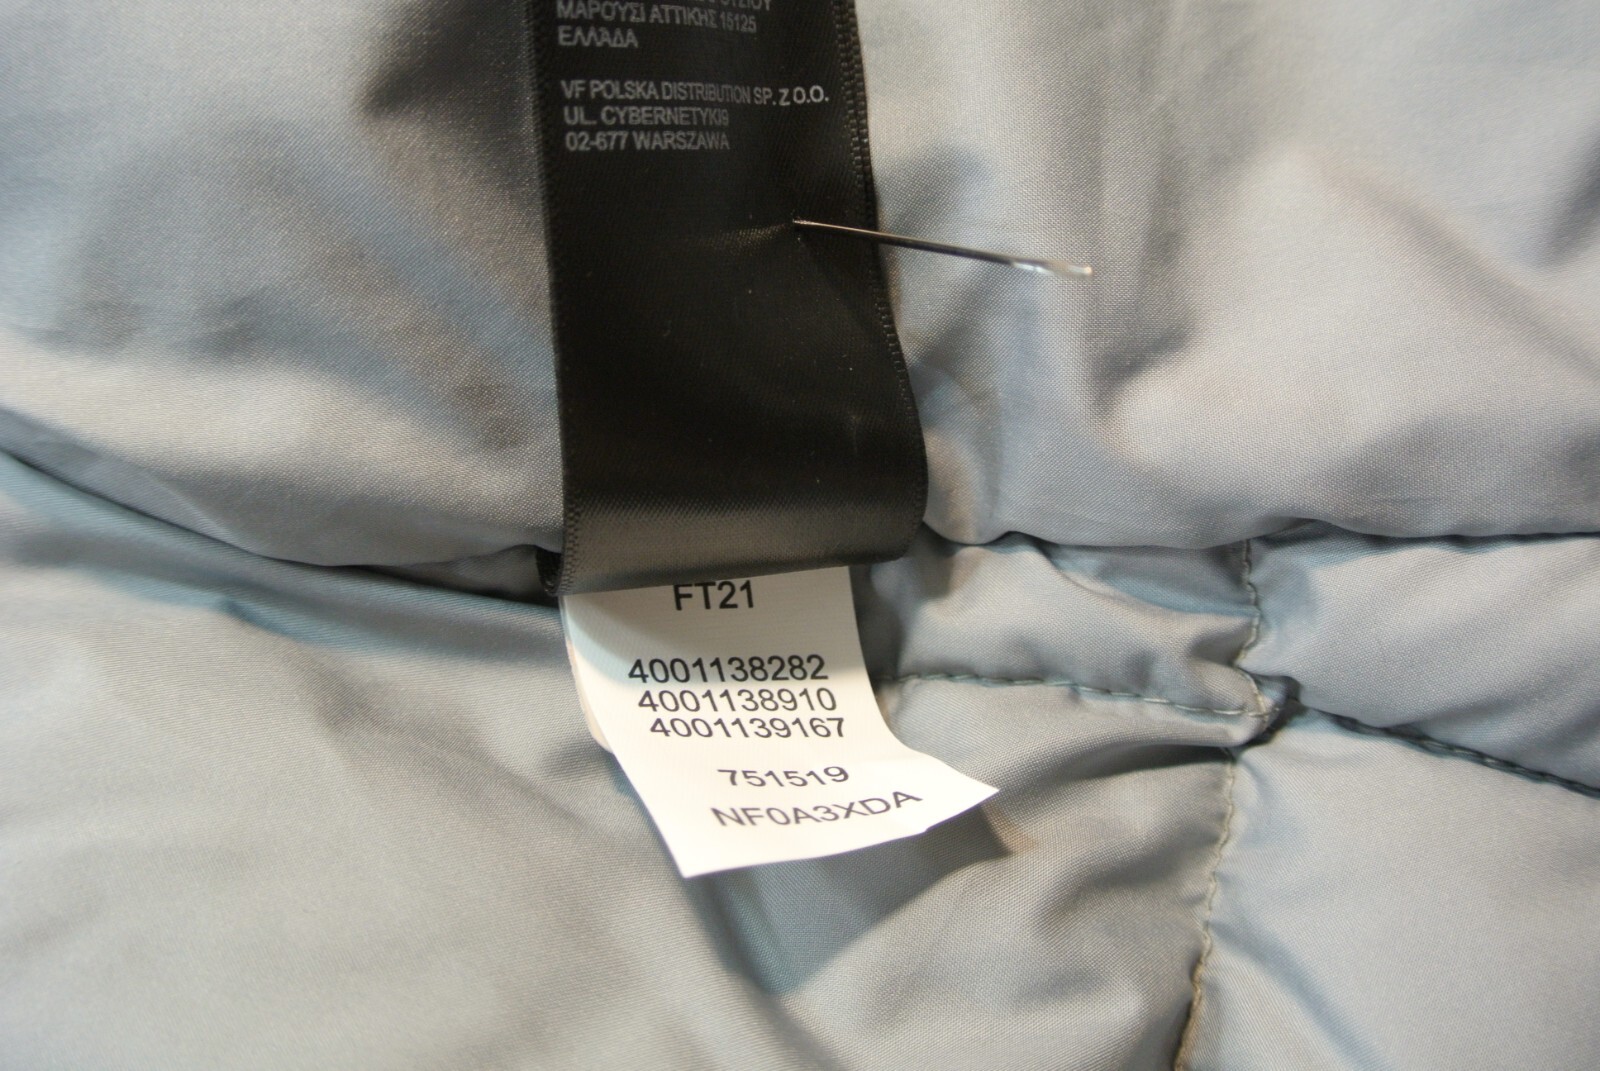 ΜΑΡΟΥΣΙ ΑΤΤΙΚΗΣ 15125
ΕΛΛΑΔΑ
VF POLSKA DISTRIBUTION SP. Z O.O.
UL. CYBERNETYKI9
02-677 WARSZAWA
FT21
4001138282
4001138910
4001139167
751519
NF0A3XDA